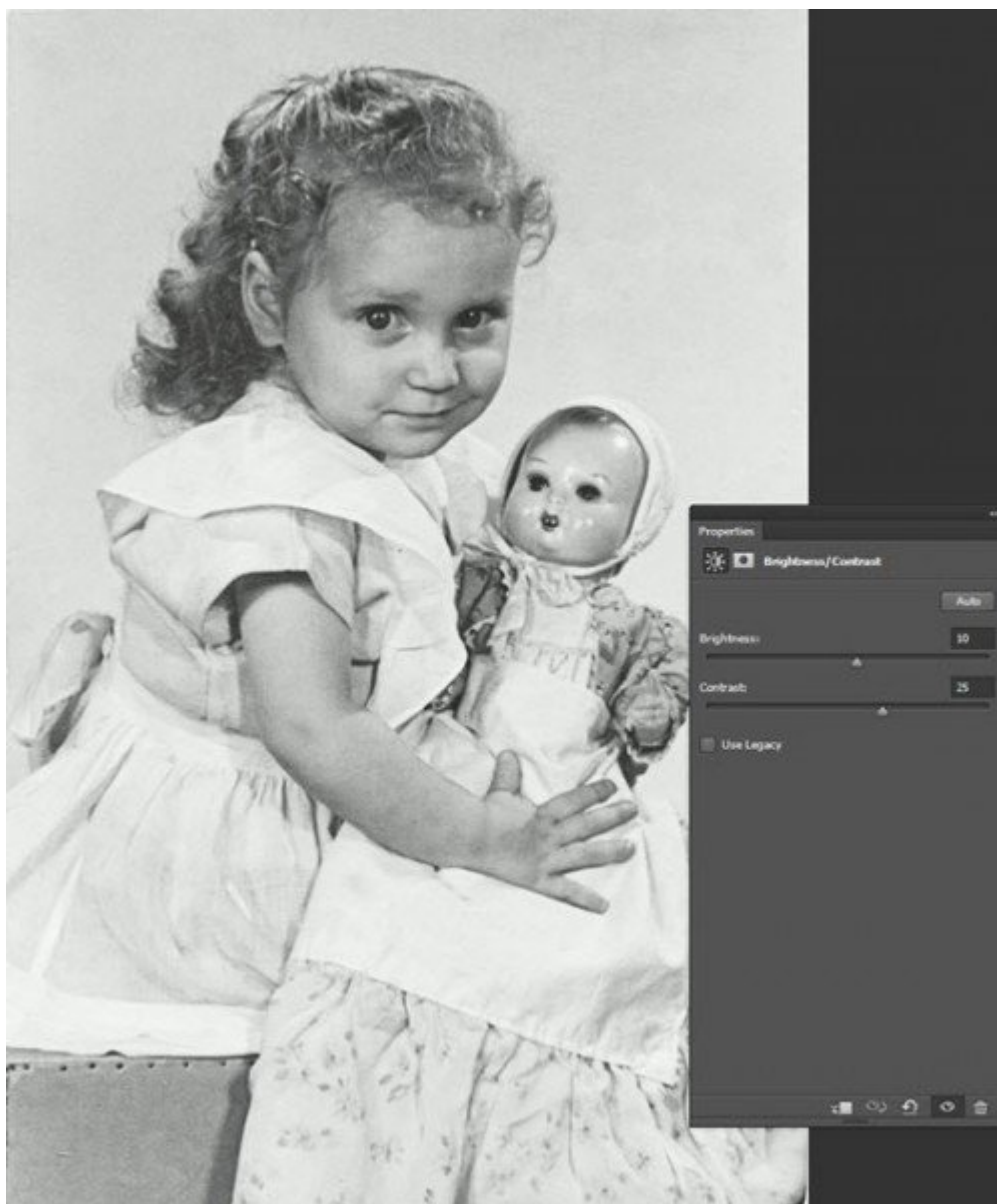 Properties
Brightness/Contrast
Auto
Brightness: 10
Contrast: 25
Use Legacy